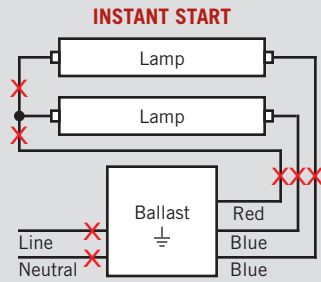 INSTANT START
Lamp
Lamp
Ballast
Red
Line
Blue
Neutral
Blue